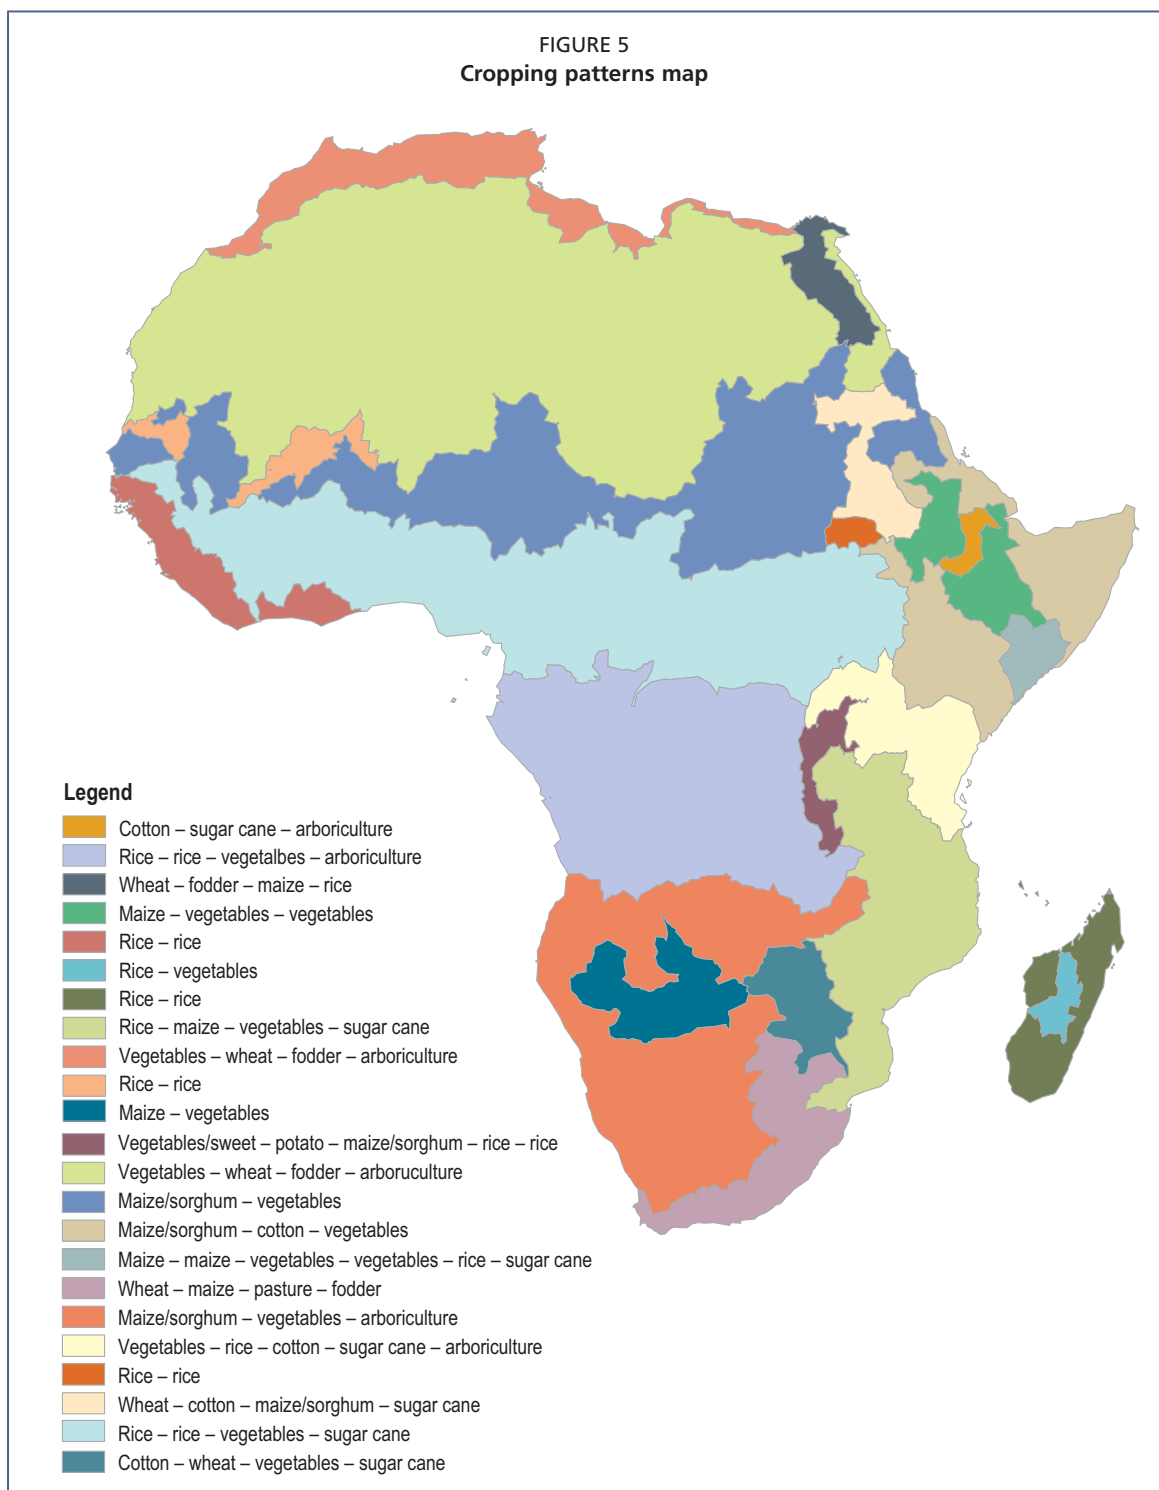 FIGURE 5
Cropping patterns map
Legend
Cotton – sugar cane – arboriculture
Rice – rice – vegetalbes – arboriculture
Wheat – fodder – maize – rice
Maize – vegetables – vegetables
Rice – rice
Rice – vegetables
Rice – rice
Rice – maize – vegetables – sugar cane
Vegetables – wheat – fodder – arboriculture
Rice – rice
Maize – vegetables
Vegetables/sweet – potato – maize/sorghum – rice – rice
Vegetables – wheat – fodder – arboruculture
Maize/sorghum – vegetables
Maize/sorghum – cotton – vegetables
Maize – maize – vegetables – vegetables – rice – sugar cane
Wheat – maize – pasture – fodder
Maize/sorghum – vegetables – arboriculture
Vegetables – rice – cotton – sugar cane – arboriculture
Rice – rice
Wheat – cotton – maize/sorghum – sugar cane
Rice – rice – vegetables – sugar cane
Cotton – wheat – vegetables – sugar cane